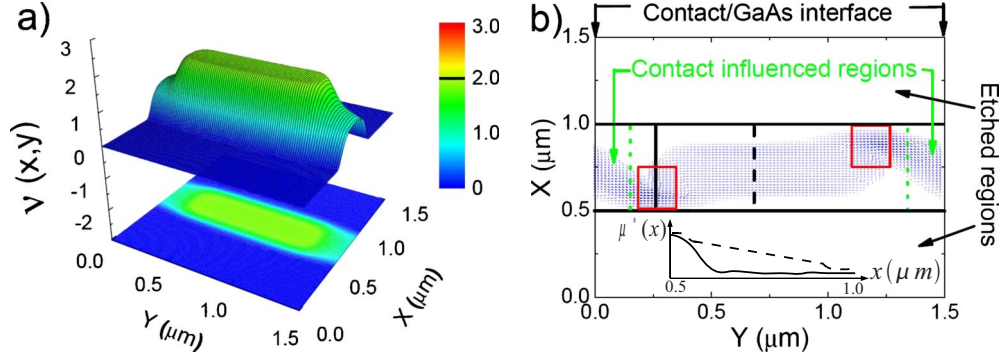 a)
3
2
1
0
-1
-2
ν (x,y)
0.0
0.5
1.0
1.5
Y (μm)
0.0
0.5
1.0
1.5
X (μm)
3.0
2.0
1.0
0
b)
Contact/GaAs interface
1.5
1.0
0.5
0.0
X (μm)
Contact influenced regions
Etched regions
μ*(x)
x(μm)
0.5
1.0
0.0
0.5
1.0
1.5
Y (μm)